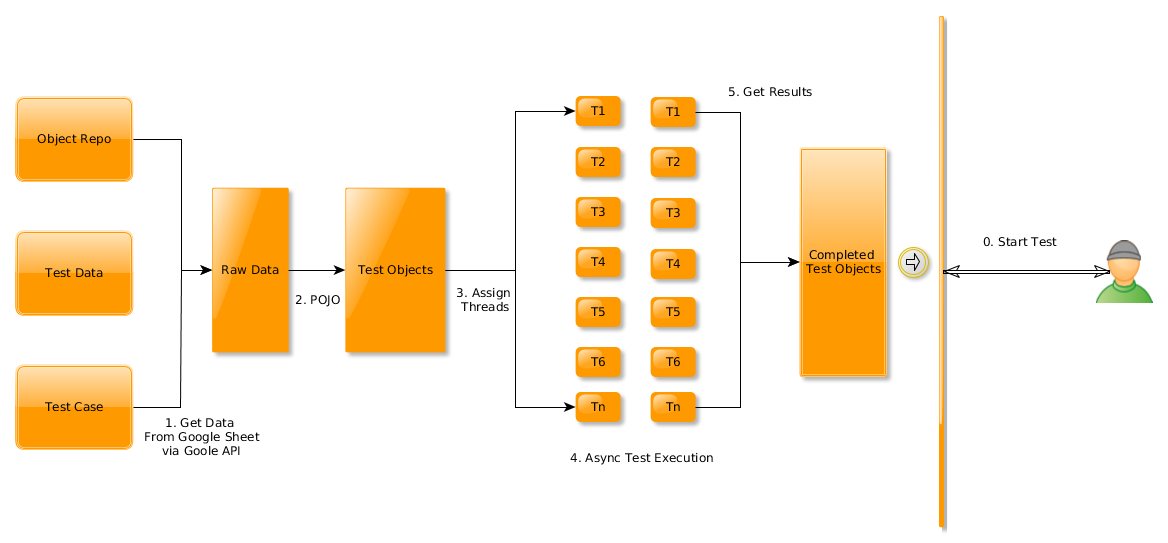 Object Repo
Test Data
Test Case
1. Get Data
From Google Sheet
via Goole API
Raw Data
2. POJO
Test Objects
3. Assign
Threads
T1
T2
T3
T4
T5
T6
Tn
T1
T2
T3
T4
T5
T6
Tn
4. Async Test Execution
5. Get Results
Completed
Test Objects
0. Start Test